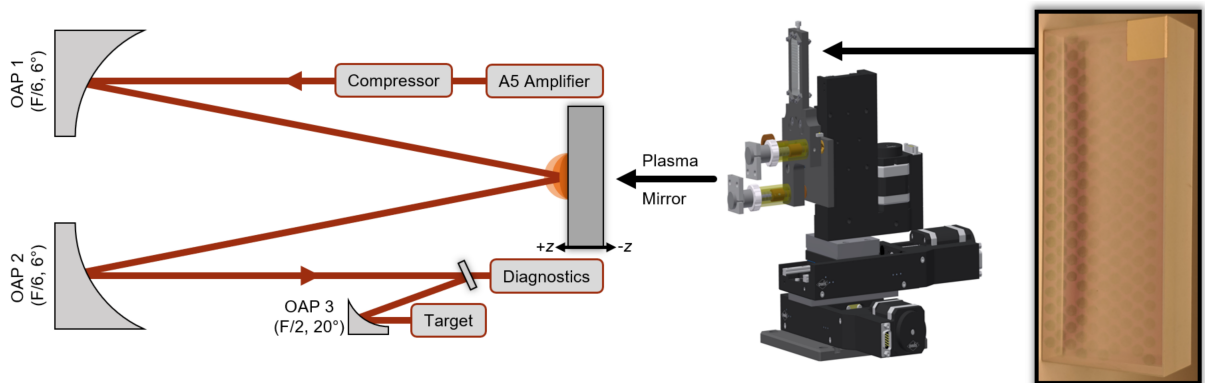 OAP 1
(F/6, 6°)
Compressor
A5 Amplifier
Plasma
Mirror
+z
-z
OAP 2
(F/6, 6°)
Diagnostics
OAP 3
(F/2, 20°)
Target